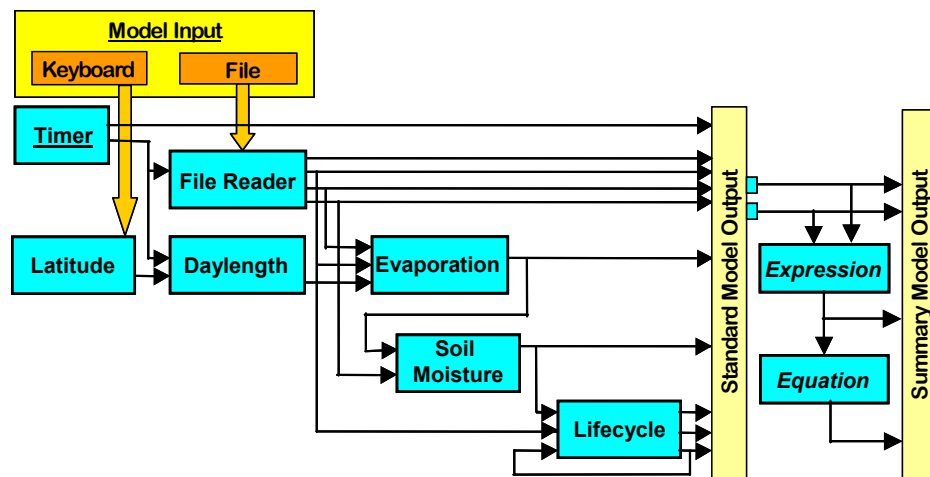 Model Input
Keyboard
File
Timer
File Reader
Latitude
Daylength
Evaporation
Soil
Moisture
Lifecycle
Standard Model Output
Expression
Equation
Summary Model Output